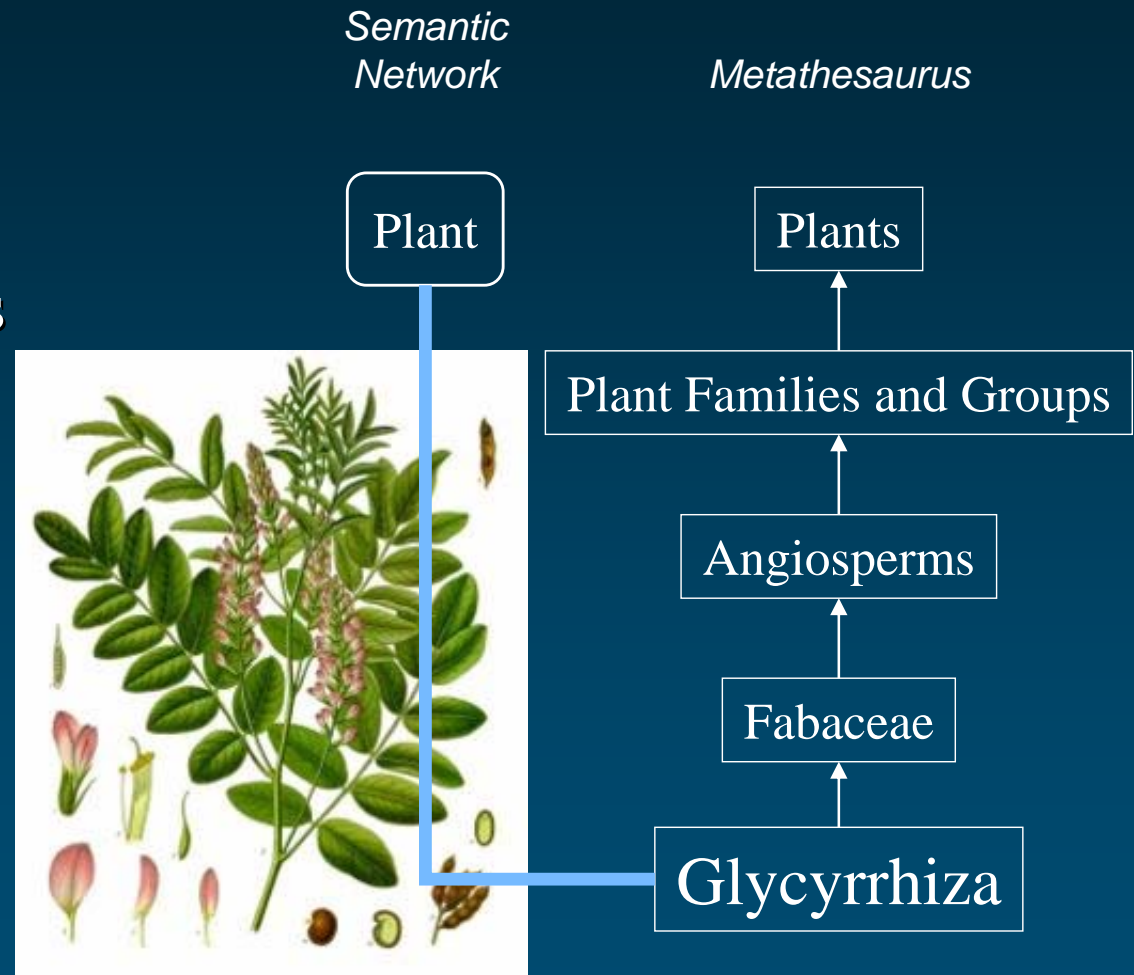 Semantic
Network
Metathesaurus
Plant
Plants
Plant Families and Groups
Angiosperms
Fabaceae
Glycyrrhiza